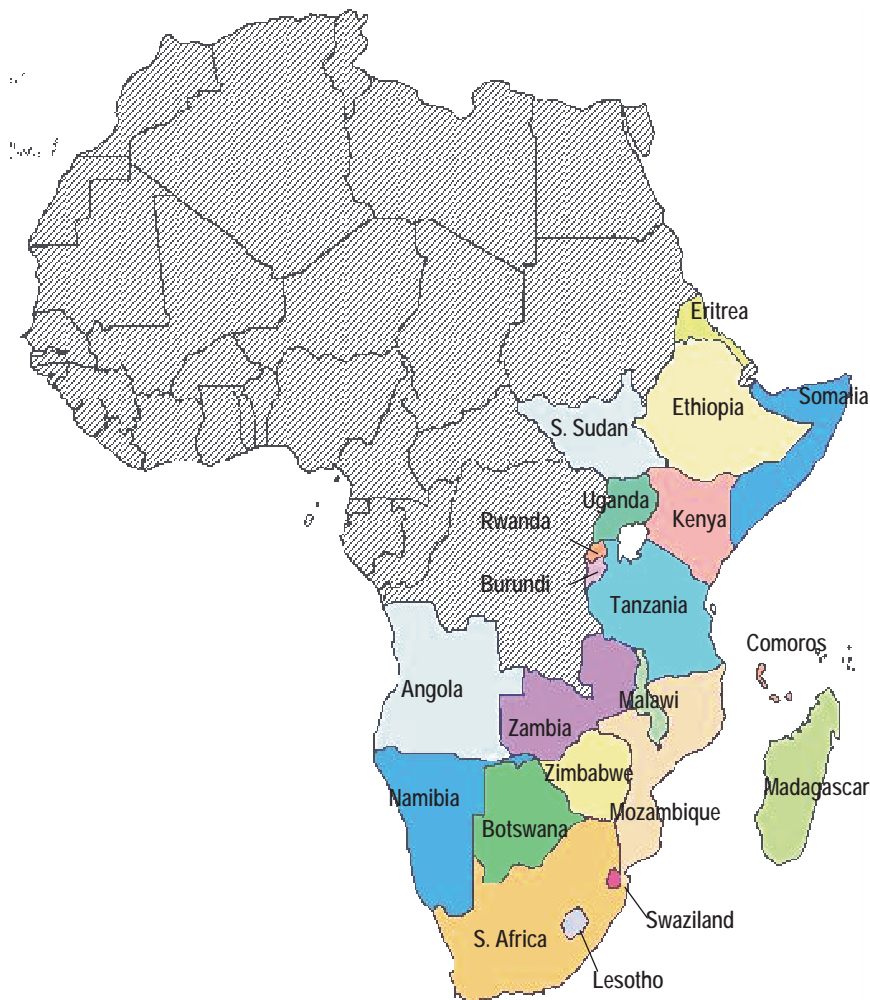 Eritrea
Somalia
Ethiopia
S. Sudan
Uganda
Kenya
Rwanda
Burundi
Tanzania
Comoros
Angola
Malawi
Zambia
Zimbabwe
Madagascar
Namibia
Mozambique
Botswana
Swaziland
S. Africa
Lesotho